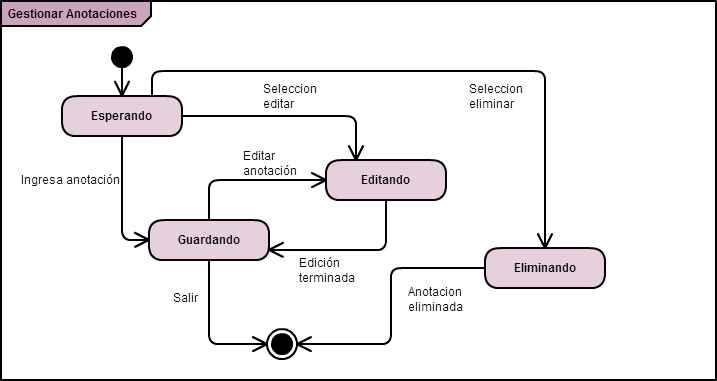 Gestionar Anotaciones
Seleccion
editar
Seleccion
eliminar
Esperando
Editar
anotación
Ingresa anotación
Editando
Guardando
Edición
terminada
Eliminando
Salir
Anotacion
eliminada